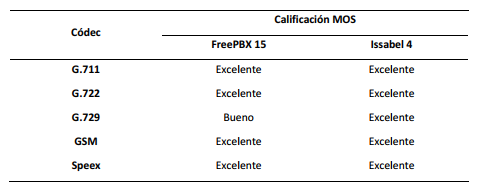 Códec Calificación MOS
FreePBX 15 Issabel 4
G.711 Excelente Excelente
G.722 Excelente Excelente
G.729 Bueno Excelente
GSM Excelente Excelente
Speex Excelente Excelente